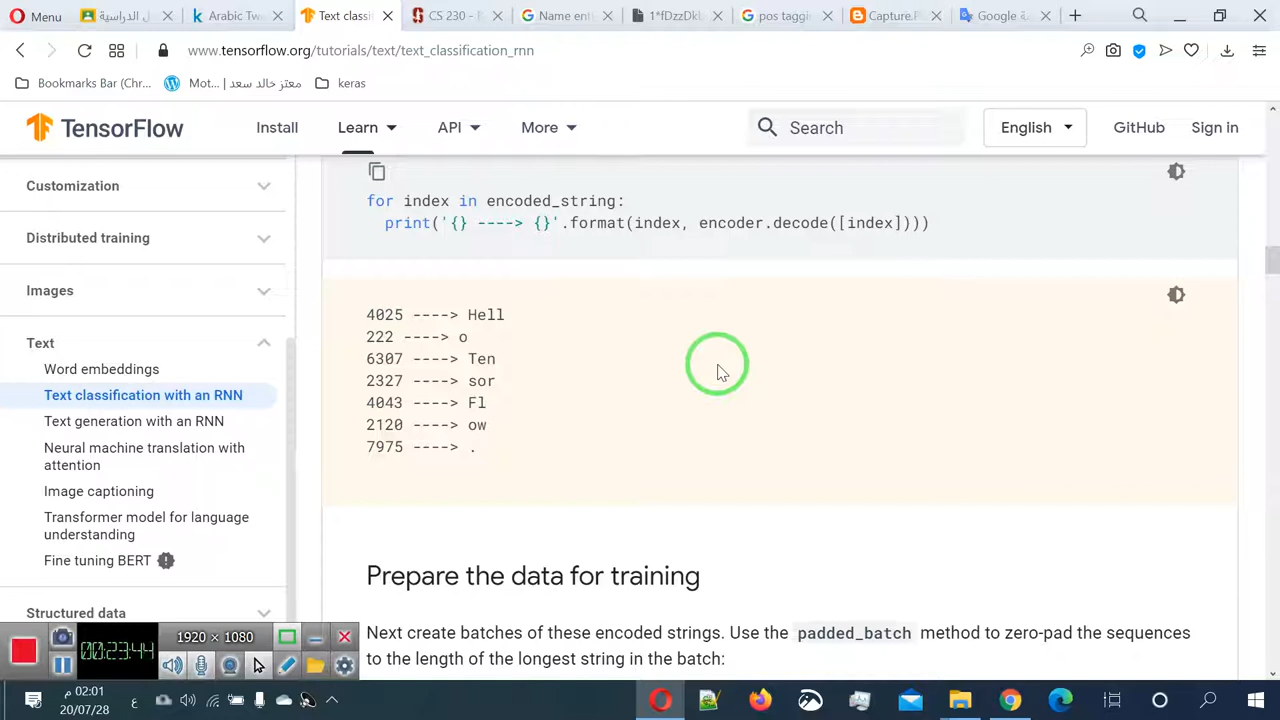 Menu
ل الدراسية
Arabic Tw
Text classif
CS 230 - F
Name enti
1*fDzzDkb
pos taggin
Capture.P
Google ة
www.tensorflow.org/tutorials/text/text_classification_rnn
Bookmarks Bar (Chr...
Mot... | معتز خالد سعد
keras
TensorFlow
Install
Learn
API
More
Search
English
GitHub
Sign in
Customization
Distributed training
Images
Text
Word embeddings
Text classification with an RNN
Text generation with an RNN
Neural machine translation with
attention
Image captioning
Transformer model for language
understanding
Fine tuning BERT
Structured data
for index in encoded_string:
print('{} ----> {}'.format(index, encoder.decode([index])))
4025 ----> Hell
222 ----> o
6307 ----> Ten
2327 ----> sor
4043 ----> Fl
2120 ----> ow
7975 ----> .
Prepare the data for training
Next create batches of these encoded strings. Use the padded_batch method to zero-pad the sequences
to the length of the longest string in the batch:
00:23:44
1920 × 1080
02:01 م
20/07/28
ع